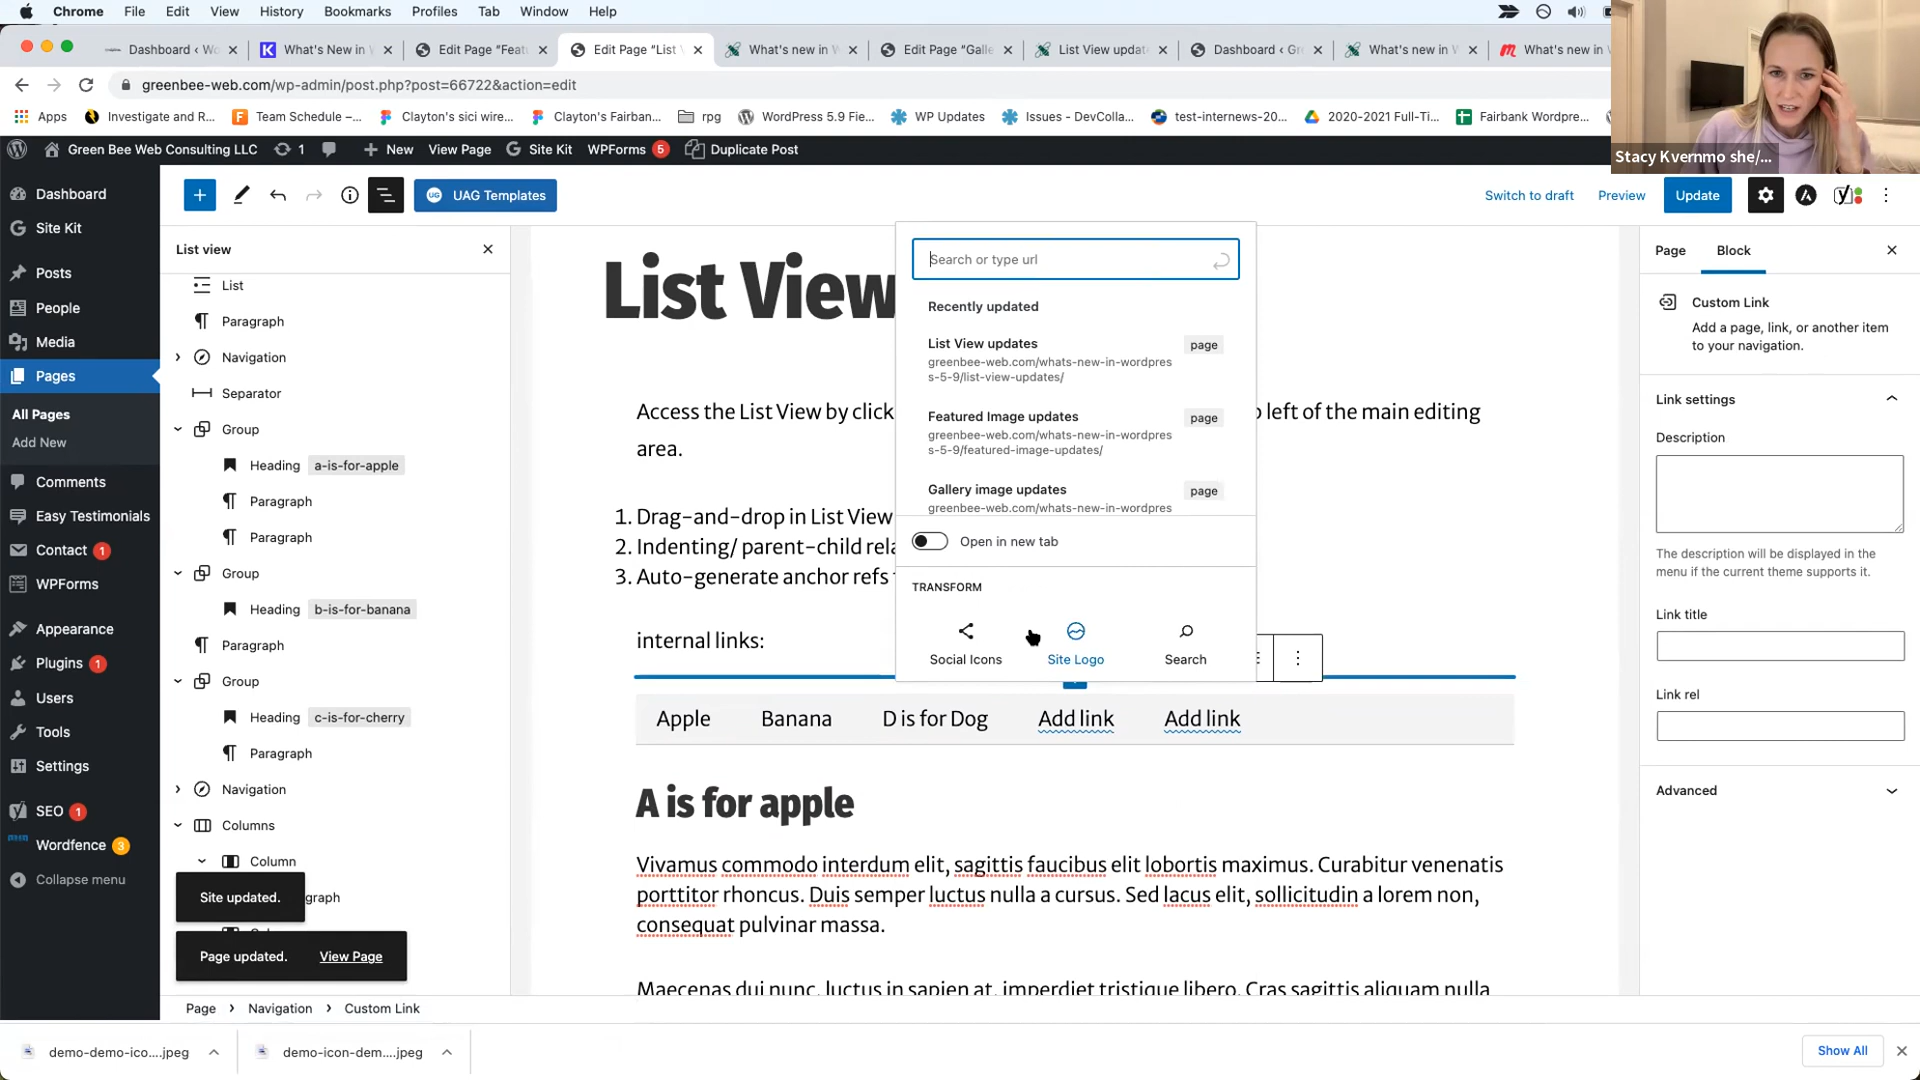 Chrome File Edit View History Bookmarks Profiles Tab Window Help
Dashboard ‹ Wo
What's New in W
Edit Page "Featu
Edit Page "List V
What's new in W
Edit Page "Galle
List View updat
Dashboard ‹ Gr
What's new in W
What's new in
greenbee-web.com/wp-admin/post.php?post=66722&action=edit
Apps Investigate and R... Team Schedule –... Clayton's sici wire... Clayton's Fairban... rpg WordPress 5.9 Fie... WP Updates Issues - DevColla... test-internews-20... 2020-2021 Full-Ti... Fairbank Wordpre...
Stacy Kvernmo she/...
Green Bee Web Consulting LLC 1 New View Page Site Kit WPForms 5 Duplicate Post
Dashboard
Site Kit
Posts
People
Media
Pages
All Pages
Add New
Comments
Easy Testimonials
Contact 1
WPForms
Appearance
Plugins 1
Users
Tools
Settings
SEO 1
Wordfence 3
Collapse menu
UAG Templates
Switch to draft
Preview
Update
List view
List
Paragraph
Navigation
Separator
Group
Heading a-is-for-apple
Paragraph
Paragraph
Group
Heading b-is-for-banana
Paragraph
Group
Heading c-is-for-cherry
Paragraph
Navigation
Columns
Column
graph
Site updated.
Page updated. View Page
List View
Access the List View by click
left of the main editing
area.
1. Drag-and-drop in List View
2. Indenting/ parent-child rela
3. Auto-generate anchor refs
internal links:
Apple Banana D is for Dog Add link Add link
A is for apple
Vivamus commodo interdum elit, sagittis faucibus elit lobortis maximus. Curabitur venenatis
porttitor rhoncus. Duis semper luctus nulla a cursus. Sed lacus elit, sollicitudin a lorem non,
consequat pulvinar massa.
Maecenas dui nunc, luctus in sapien at, imperdiet tristique libero. Cras sagittis aliquam nulla
Search or type url
Recently updated
List View updates page
greenbee-web.com/whats-new-in-wordpres
s-5-9/list-view-updates/
Featured Image updates page
greenbee-web.com/whats-new-in-wordpres
s-5-9/featured-image-updates/
Gallery image updates page
greenbee-web.com/whats-new-in-wordpres
Open in new tab
TRANSFORM
Social Icons Site Logo Search
Page Block
Custom Link
Add a page, link, or another item
to your navigation.
Link settings
Description
The description will be displayed in the
menu if the current theme supports it.
Link title
Link rel
Advanced
Page › Navigation › Custom Link
demo-demo-ico....jpeg
demo-icon-dem....jpeg
Show All